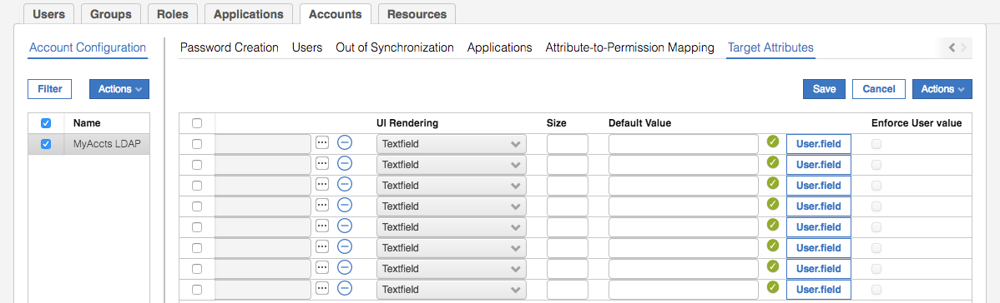 Users Groups Roles Applications Accounts Resources
Account Configuration Password Creation Users Out of Synchronization Applications Attribute-to-Permission Mapping Target Attributes
Filter Actions Save Cancel Actions
Name UI Rendering Size Default Value Enforce User value
MyAccts LDAP Textfield User.field
Textfield User.field
Textfield User.field
Textfield User.field
Textfield User.field
Textfield User.field
Textfield User.field
Textfield User.field